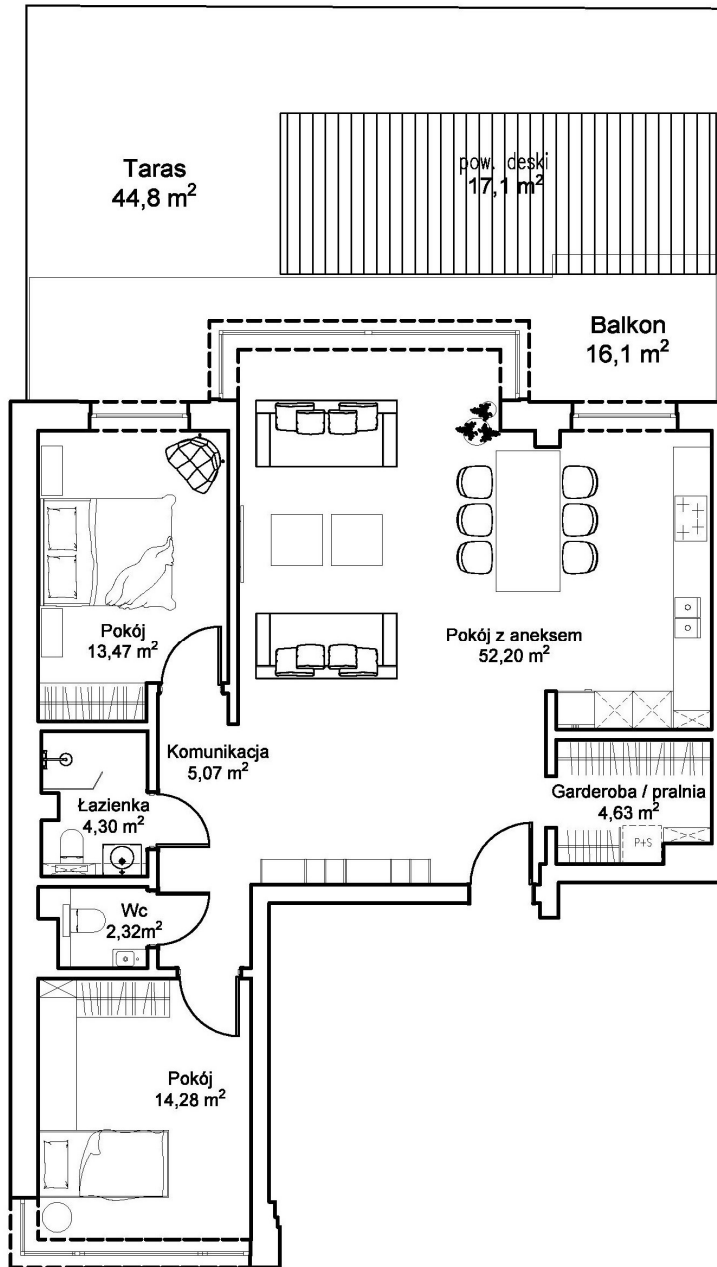 Taras
44,8 m²
pow. deski
17,1 m²
Balkon
16,1 m²
Pokój
13,47 m²
Pokój z aneksem
52,20 m²
Komunikacja
5,07 m²
Garderoba / pralnia
4,63 m²
P+S
Łazienka
4,30 m²
Wc
2,32m²
Pokój
14,28 m²